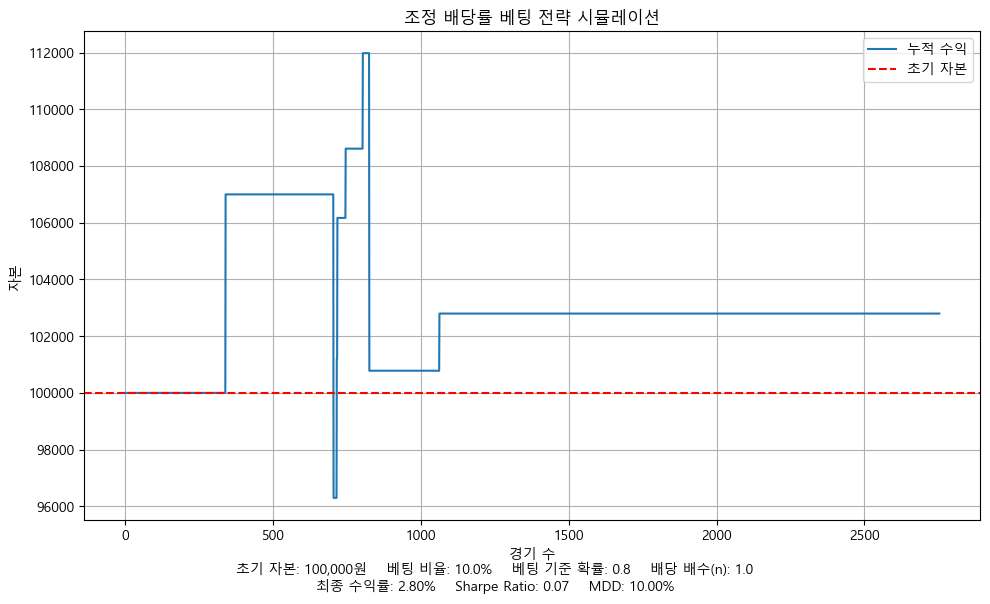 조정 배당률 베팅 전략 시뮬레이션
누적 수익
초기 자본
자본
112000
110000
108000
106000
104000
102000
100000
98000
96000
0
500
1000
1500
2000
2500
경기 수
초기 자본: 100,000원 베팅 비율: 10.0% 베팅 기준 확률: 0.8 배당 배수(n): 1.0
최종 수익률: 2.80% Sharpe Ratio: 0.07 MDD: 10.00%